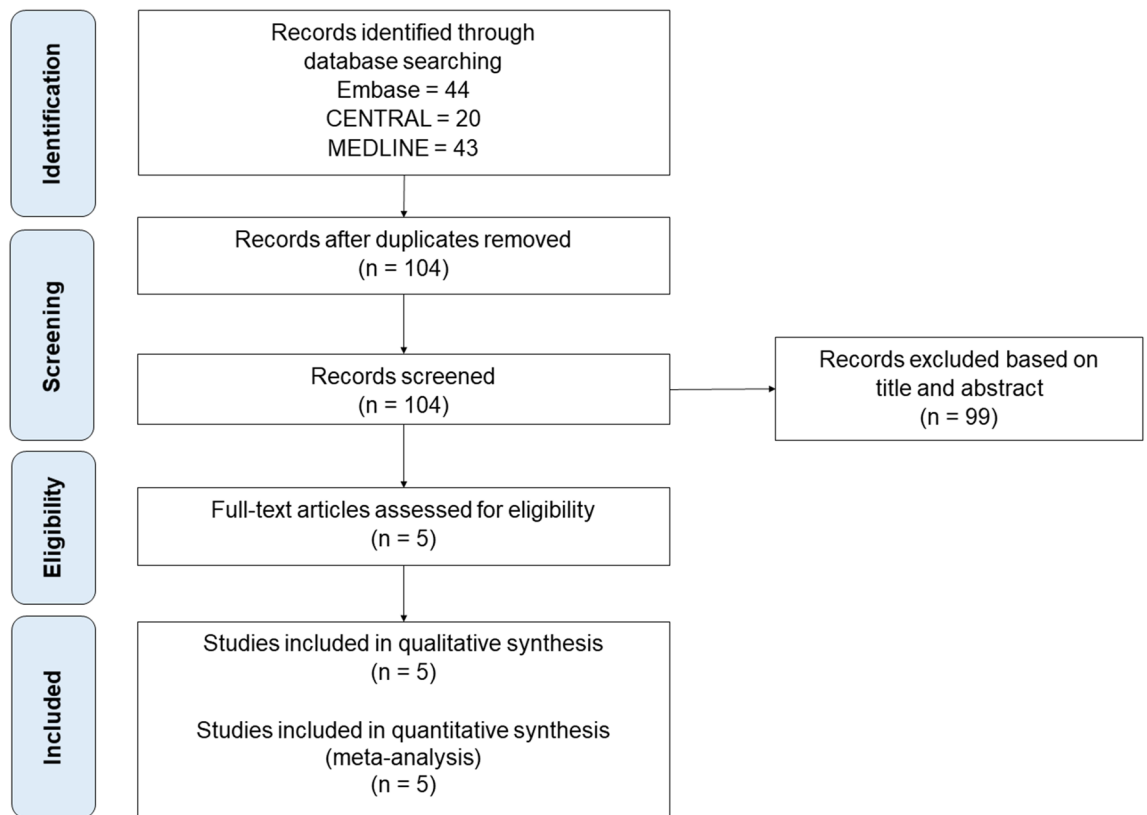 Identification
Records identified through
database searching
Embase = 44
CENTRAL = 20
MEDLINE = 43
Screening
Records after duplicates removed
(n = 104)
Records screened
(n = 104)
Records excluded based on
title and abstract
(n = 99)
Eligibility
Full-text articles assessed for eligibility
(n = 5)
Included
Studies included in qualitative synthesis
(n = 5)
Studies included in quantitative synthesis
(meta-analysis)
(n = 5)